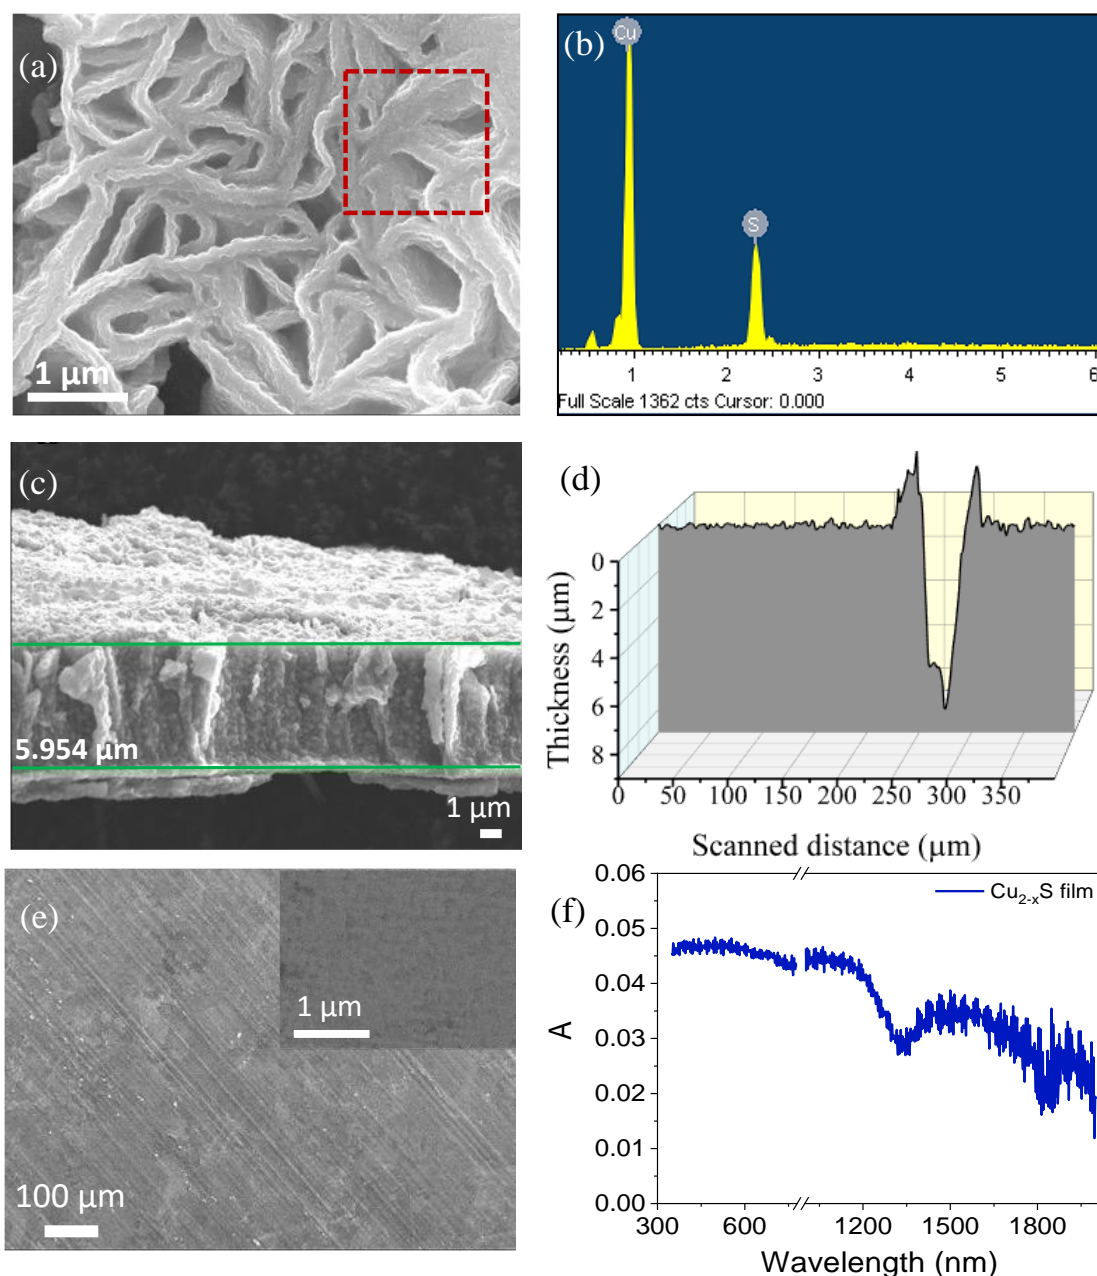 (a)
1 μm
(b)
Cu
S
1 2 3 4 5 6
Full Scale 1362 cts Cursor: 0.000
(c)
5.954 μm
1 μm
(d)
0
2
4
6
8
Thickness (μm)
0 50 100 150 200 250 300 350
Scanned distance (μm)
(e)
1 μm
100 μm
(f)
Cu2-xS film
0.06
0.05
0.04
0.03
0.02
0.01
0.00
A
300 600 1200 1500 1800
Wavelength (nm)